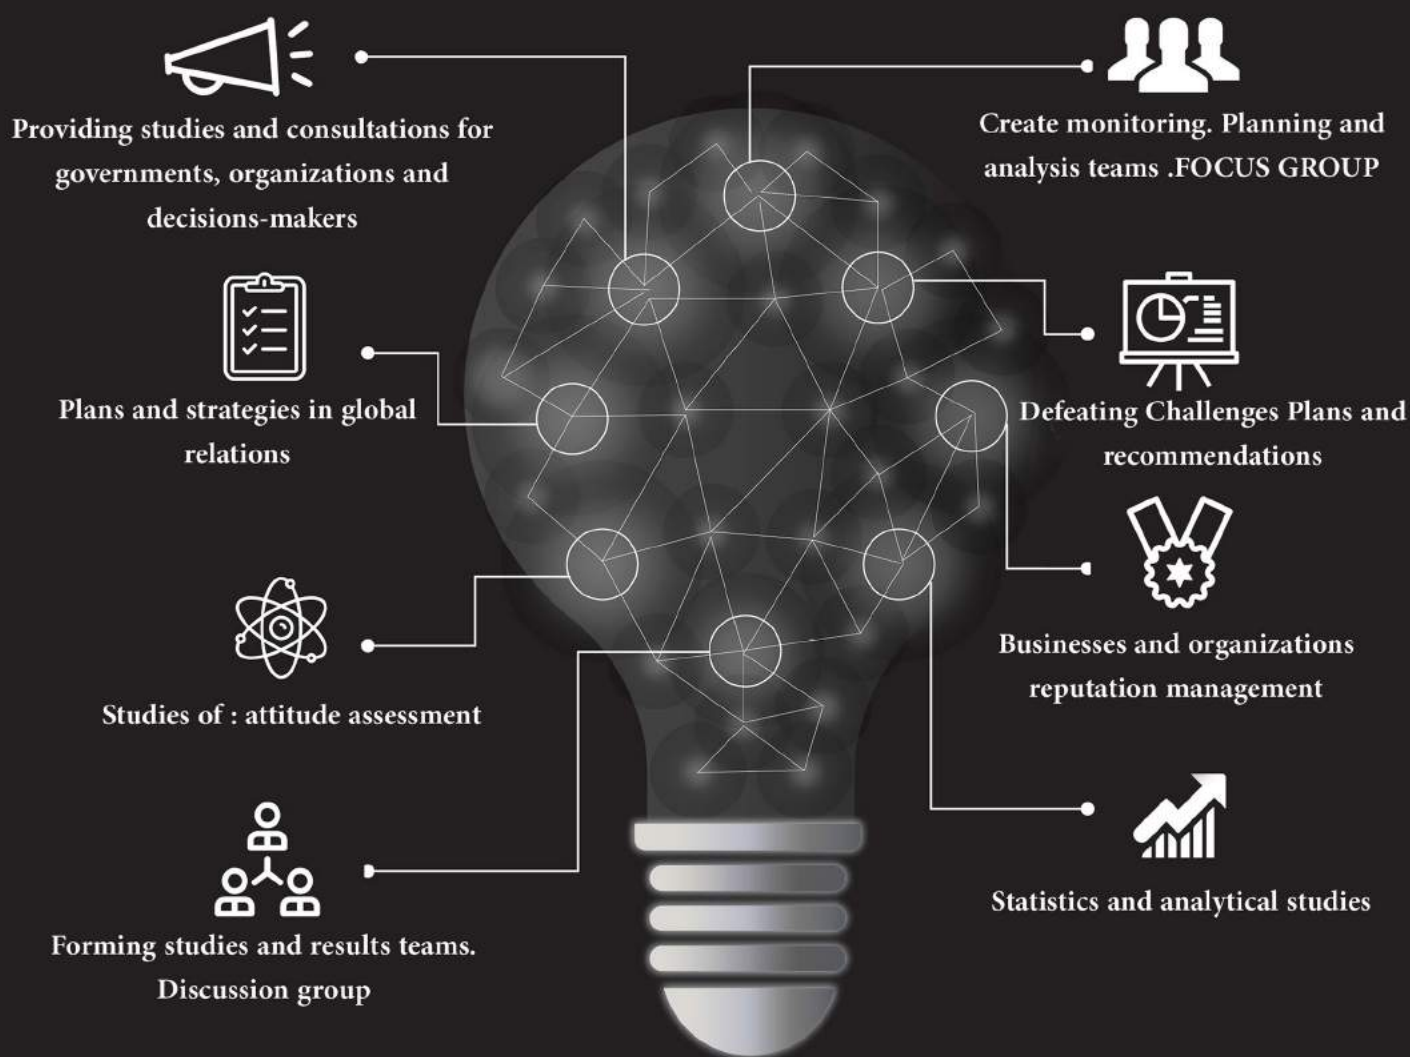 Providing studies and consultations for
governments, organizations and
decisions-makers
Plans and strategies in global
relations
Studies of : attitude assessment
Forming studies and results teams.
Discussion group
Create monitoring. Planning and
analysis teams .FOCUS GROUP
Defeating Challenges Plans and
recommendations
Businesses and organizations
reputation management
Statistics and analytical studies